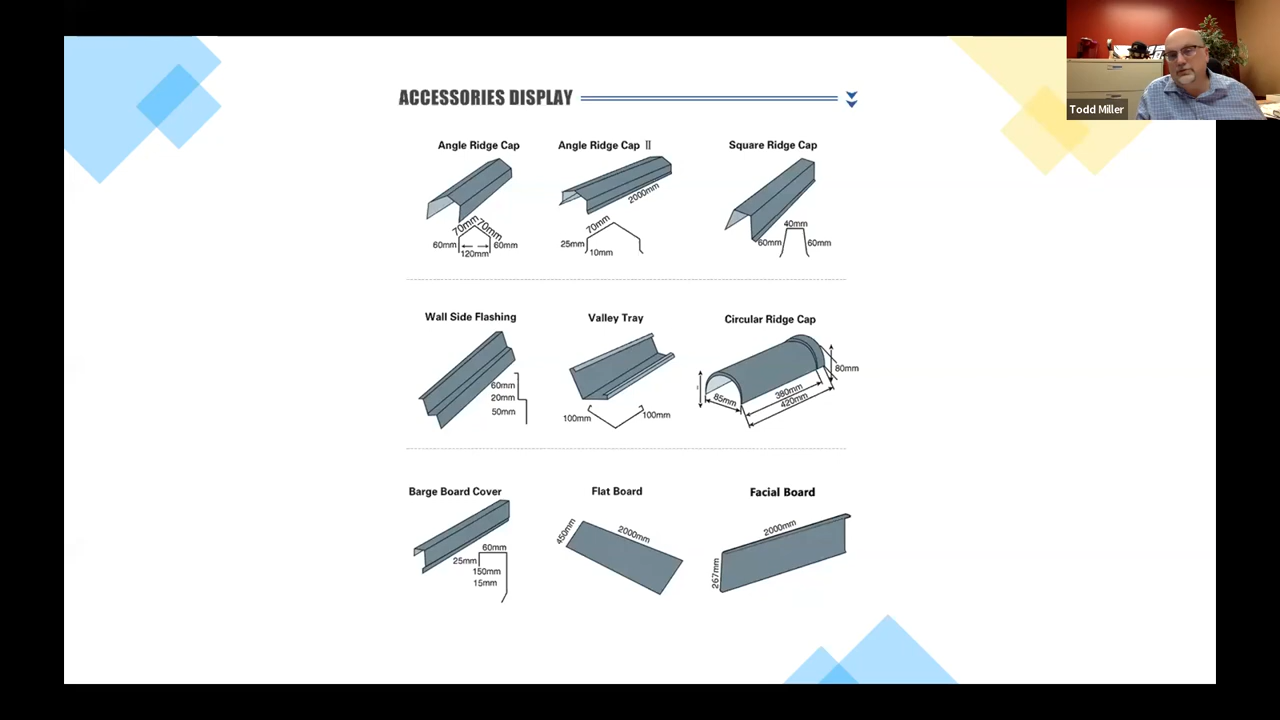 ACCESSORIES DISPLAY
Todd Miller
Angle Ridge Cap
Angle Ridge Cap Ⅱ
Square Ridge Cap
70mm
70mm
60mm
60mm
120mm
2000mm
70mm
25mm
10mm
40mm
60mm
60mm
Wall Side Flashing
Valley Tray
Circular Ridge Cap
60mm
20mm
50mm
100mm
100mm
80mm
85mm
380mm
420mm
Barge Board Cover
Flat Board
Facial Board
60mm
25mm
150mm
15mm
450mm
2000mm
2000mm
267mm